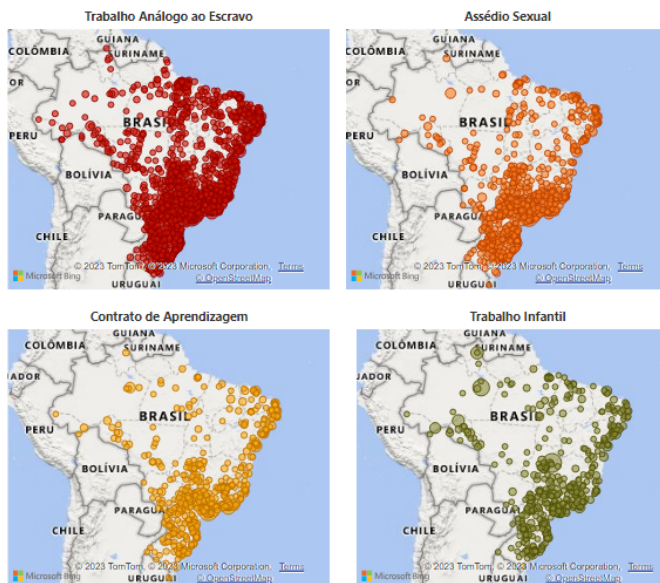 Trabalho Análogo ao Escravo
GUIANA
COLÔMBIA
SURINAME
OR
BRASIL
PERU
BOLÍVIA
PARAGU
CHILE
© 2023 TomTom, © 2023 Microsoft Corporation, Terms
Microsoft Bing
© OpenStreetMap
URUGUAI
Assédio Sexual
GUIANA
COLÔMBIA
SURINAME
DOR
BRASIL
PERU
BOLÍVIA
PARAGUA
CHILE
© 2023 TomTom, © 2023 Microsoft Corporation, Terms
Microsoft Bing
© OpenStreetMap
URUGUAI
Contrato de Aprendizagem
GUIANA
COLÔMBIA
SURINAME
ADOR
BRASIL
PERU
BOLÍVIA
PARAGUA
CHILE
© 2023 TomTom, © 2023 Microsoft Corporation, Terms
Microsoft Bing
© OpenStreetMap
URUGUAI
Trabalho Infantil
GUIANA
COLÔMBIA
SURINAME
UADOR
BRASIL
PERU
BOLÍVIA
PARAGUA
CHILE
© 2023 TomTom, © 2023 Microsoft Corporation, Terms
Microsoft Bing
© OpenStreetMap
URUGUAI